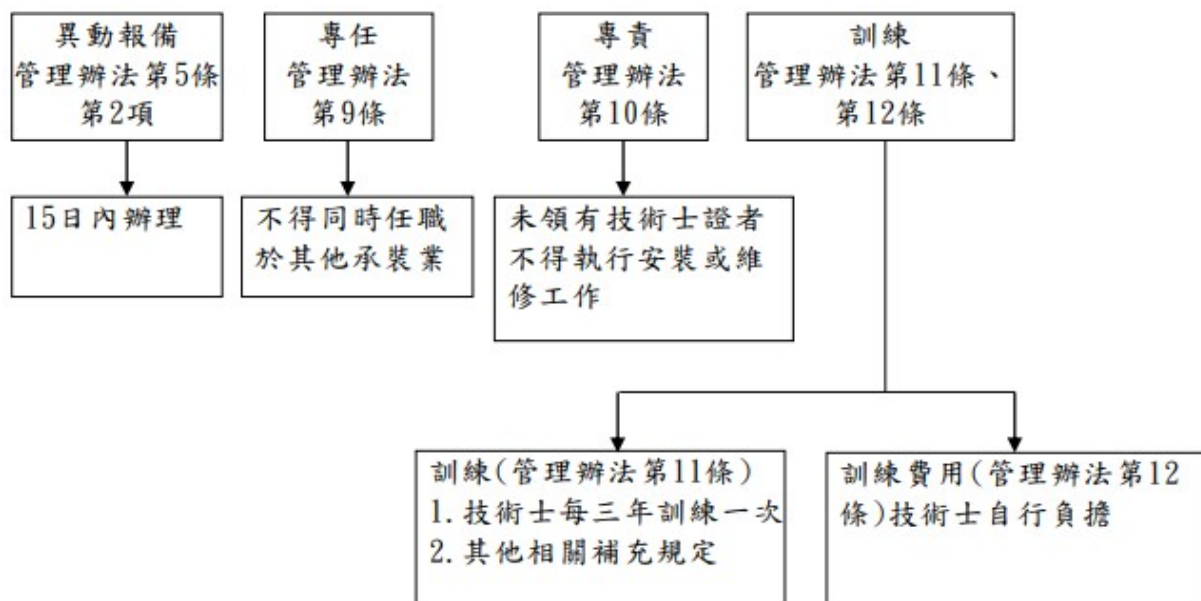 異動報備
管理辦法第5條
第2項
專任
管理辦法
第9條
專責
管理辦法
第10條
訓練
管理辦法第11條、
第12條
15日內辦理
不得同時任職
於其他承裝業
未領有技術士證者
不得執行安裝或維
修工作
訓練(管理辦法第11條)
1.技術士每三年訓練一次
2.其他相關補充規定
訓練費用(管理辦法第12
條)技術士自行負擔